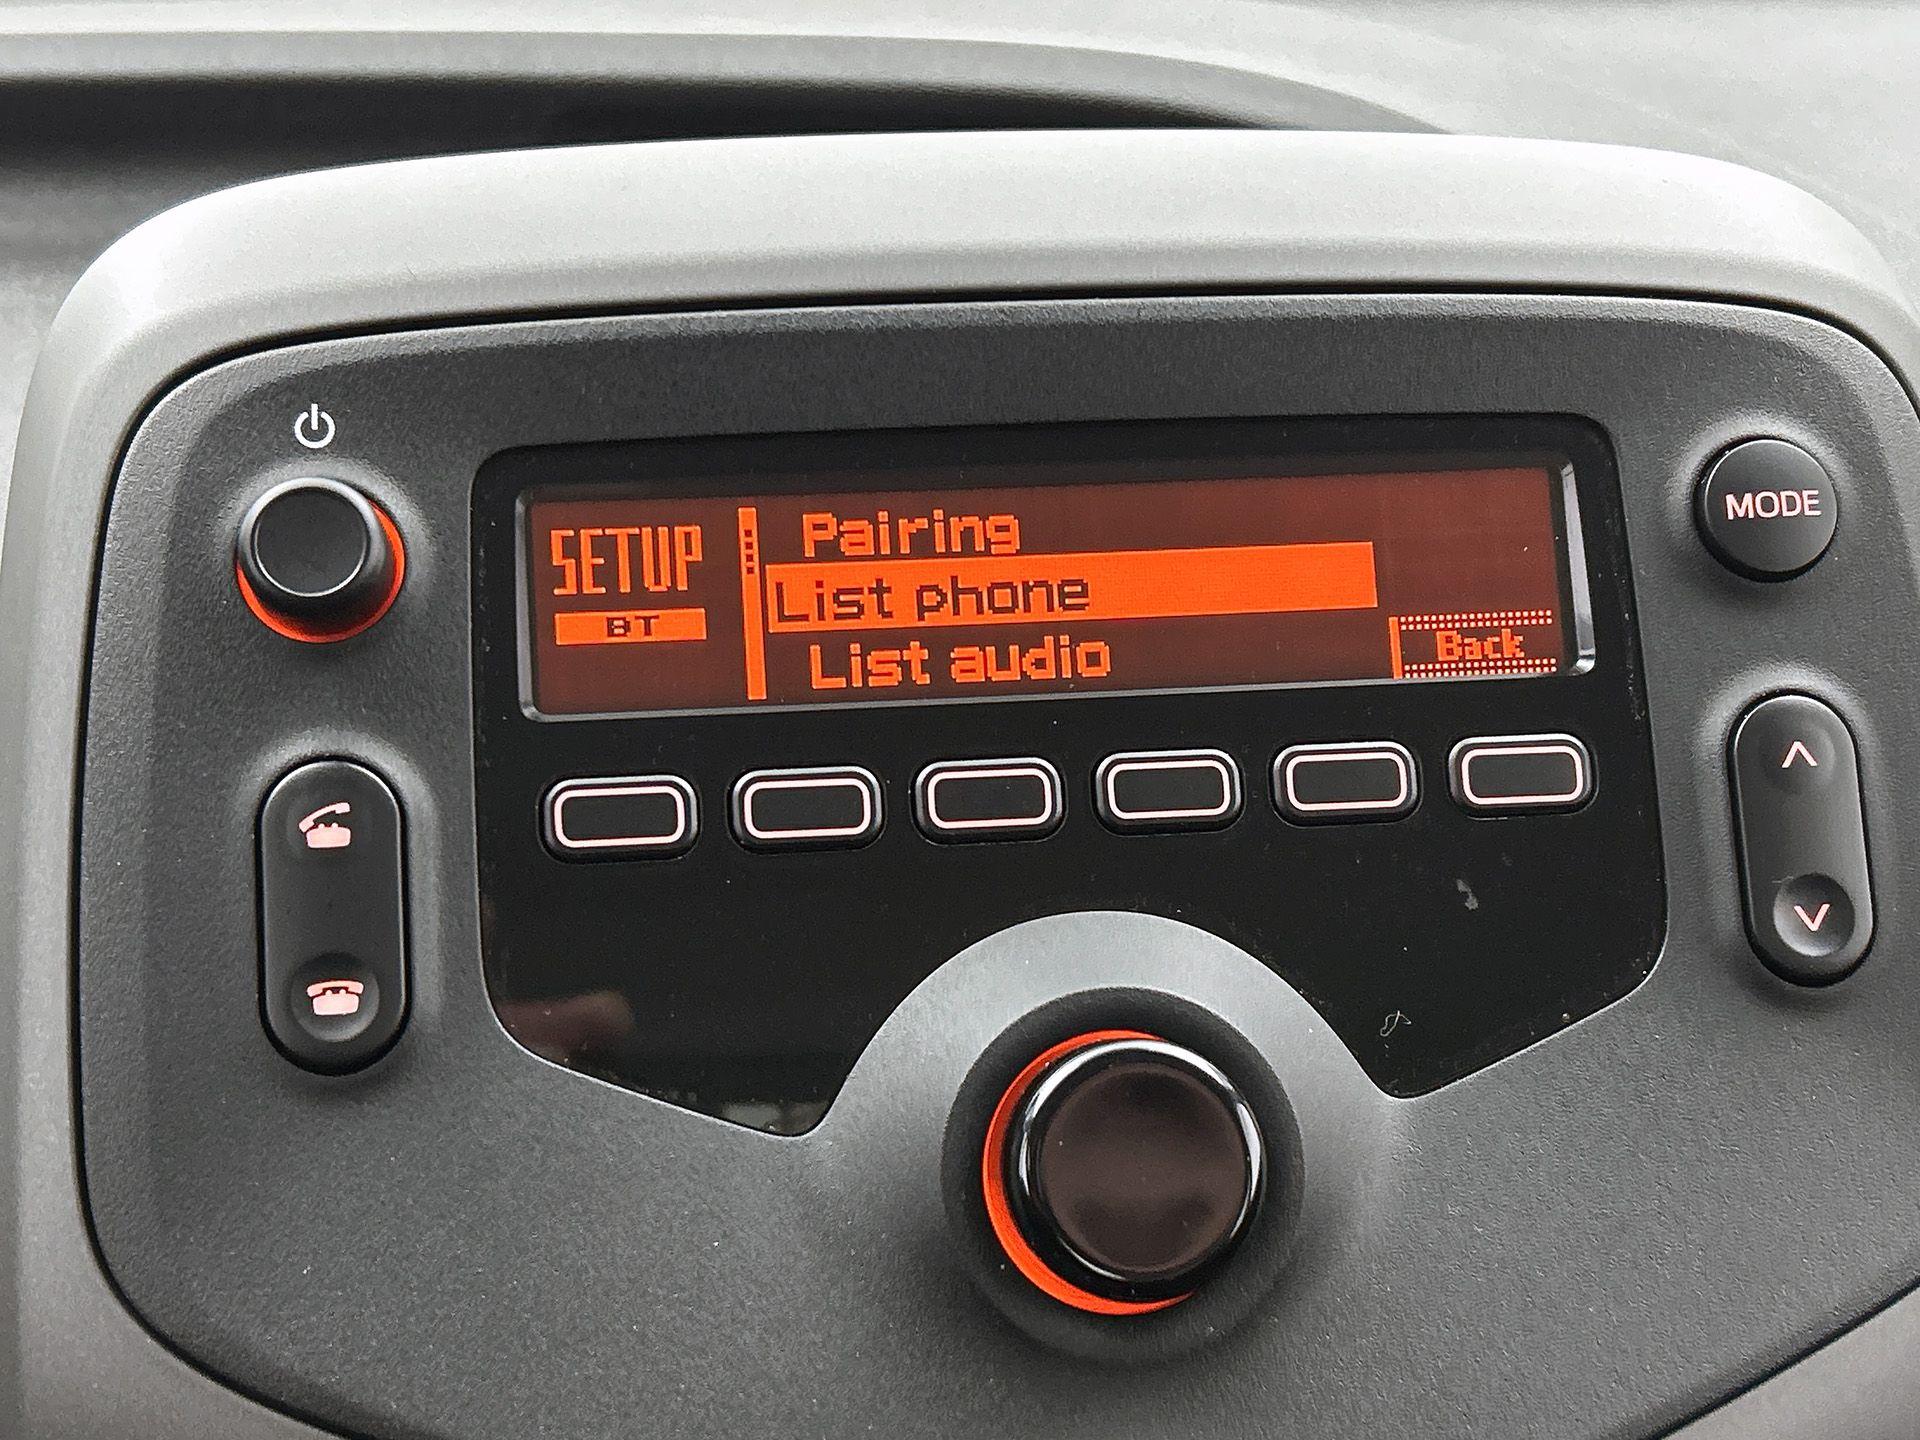 SETUP
BT
Pairing
List phone
List audio
Back
MODE